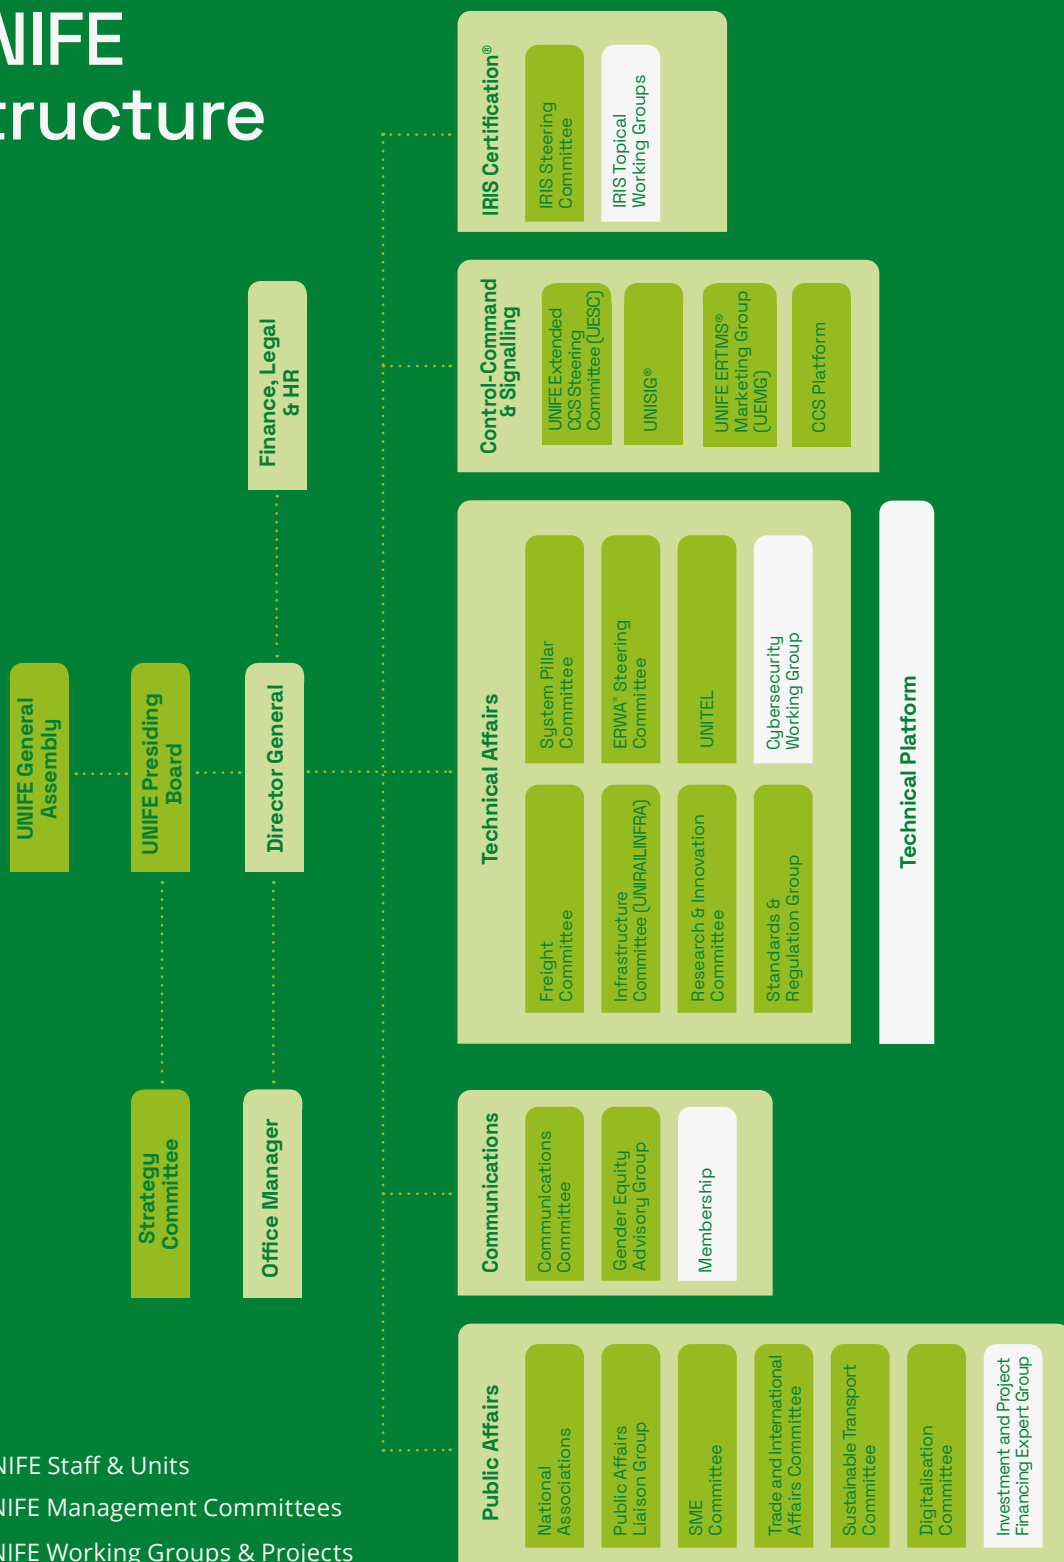 NIFE
tructure
UNIFE General
Assembly
UNIFE Presiding
Board
Strategy
Committee
Director General
Office Manager
Finance, Legal
& HR
Public Affairs
National
Associations
Public Affairs
Liaison Group
SME
Committee
Trade and International
Affairs Committee
Sustainable Transport
Committee
Digitalisation
Committee
Investment and Project
Financing Expert Group
Communications
Communications
Committee
Gender Equity
Advisory Group
Membership
Technical Affairs
Freight
Committee
Infrastructure
Committee (UNIRAILINFRA)
Research & Innovation
Committee
Standards &
Regulation Group
System Pillar
Committee
ERWA® Steering
Committee
UNITEL
Cybersecurity
Working Group
Technical Platform
Control-Command
& Signalling
UNIFE Extended
CCS Steering
Committee (UESC)
UNISIG®
UNIFE ERTMS®
Marketing Group
(UEMG)
CCS Platform
IRIS Certification®
IRIS Steering
Committee
IRIS Topical
Working Groups
NIFE Staff & Units
NIFE Management Committees
NIFE Working Groups & Projects